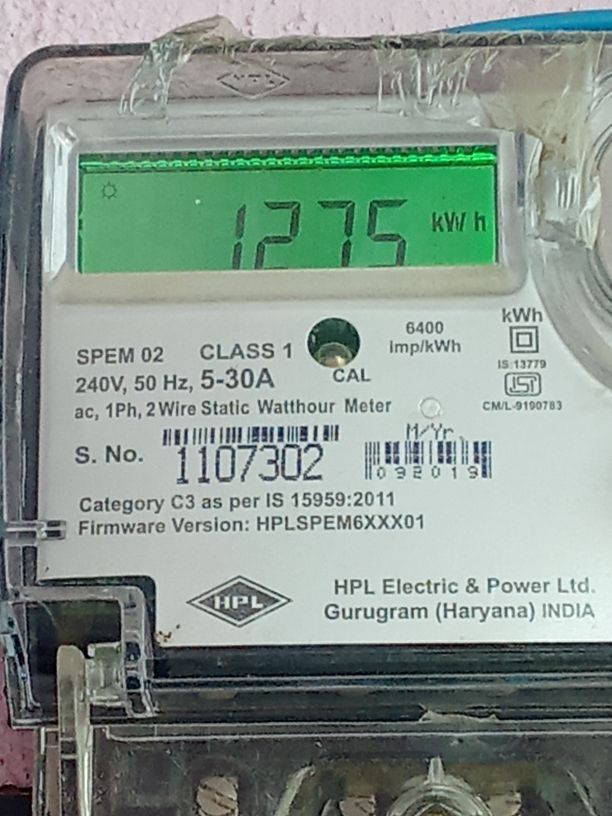 HPL
1275 kW h
6400
imp/kWh
kWh
SPEM 02 CLASS 1
CAL
IS:13779
240V, 50 Hz, 5-30A
ISI
CM/L-9190783
ac, 1Ph, 2 Wire Static Watthour Meter
M/Yr.
S. No. 1107302
092019
Category C3 as per IS 15959:2011
Firmware Version: HPLSPEM6XXX01
HPL
HPL Electric & Power Ltd.
Gurugram (Haryana) INDIA